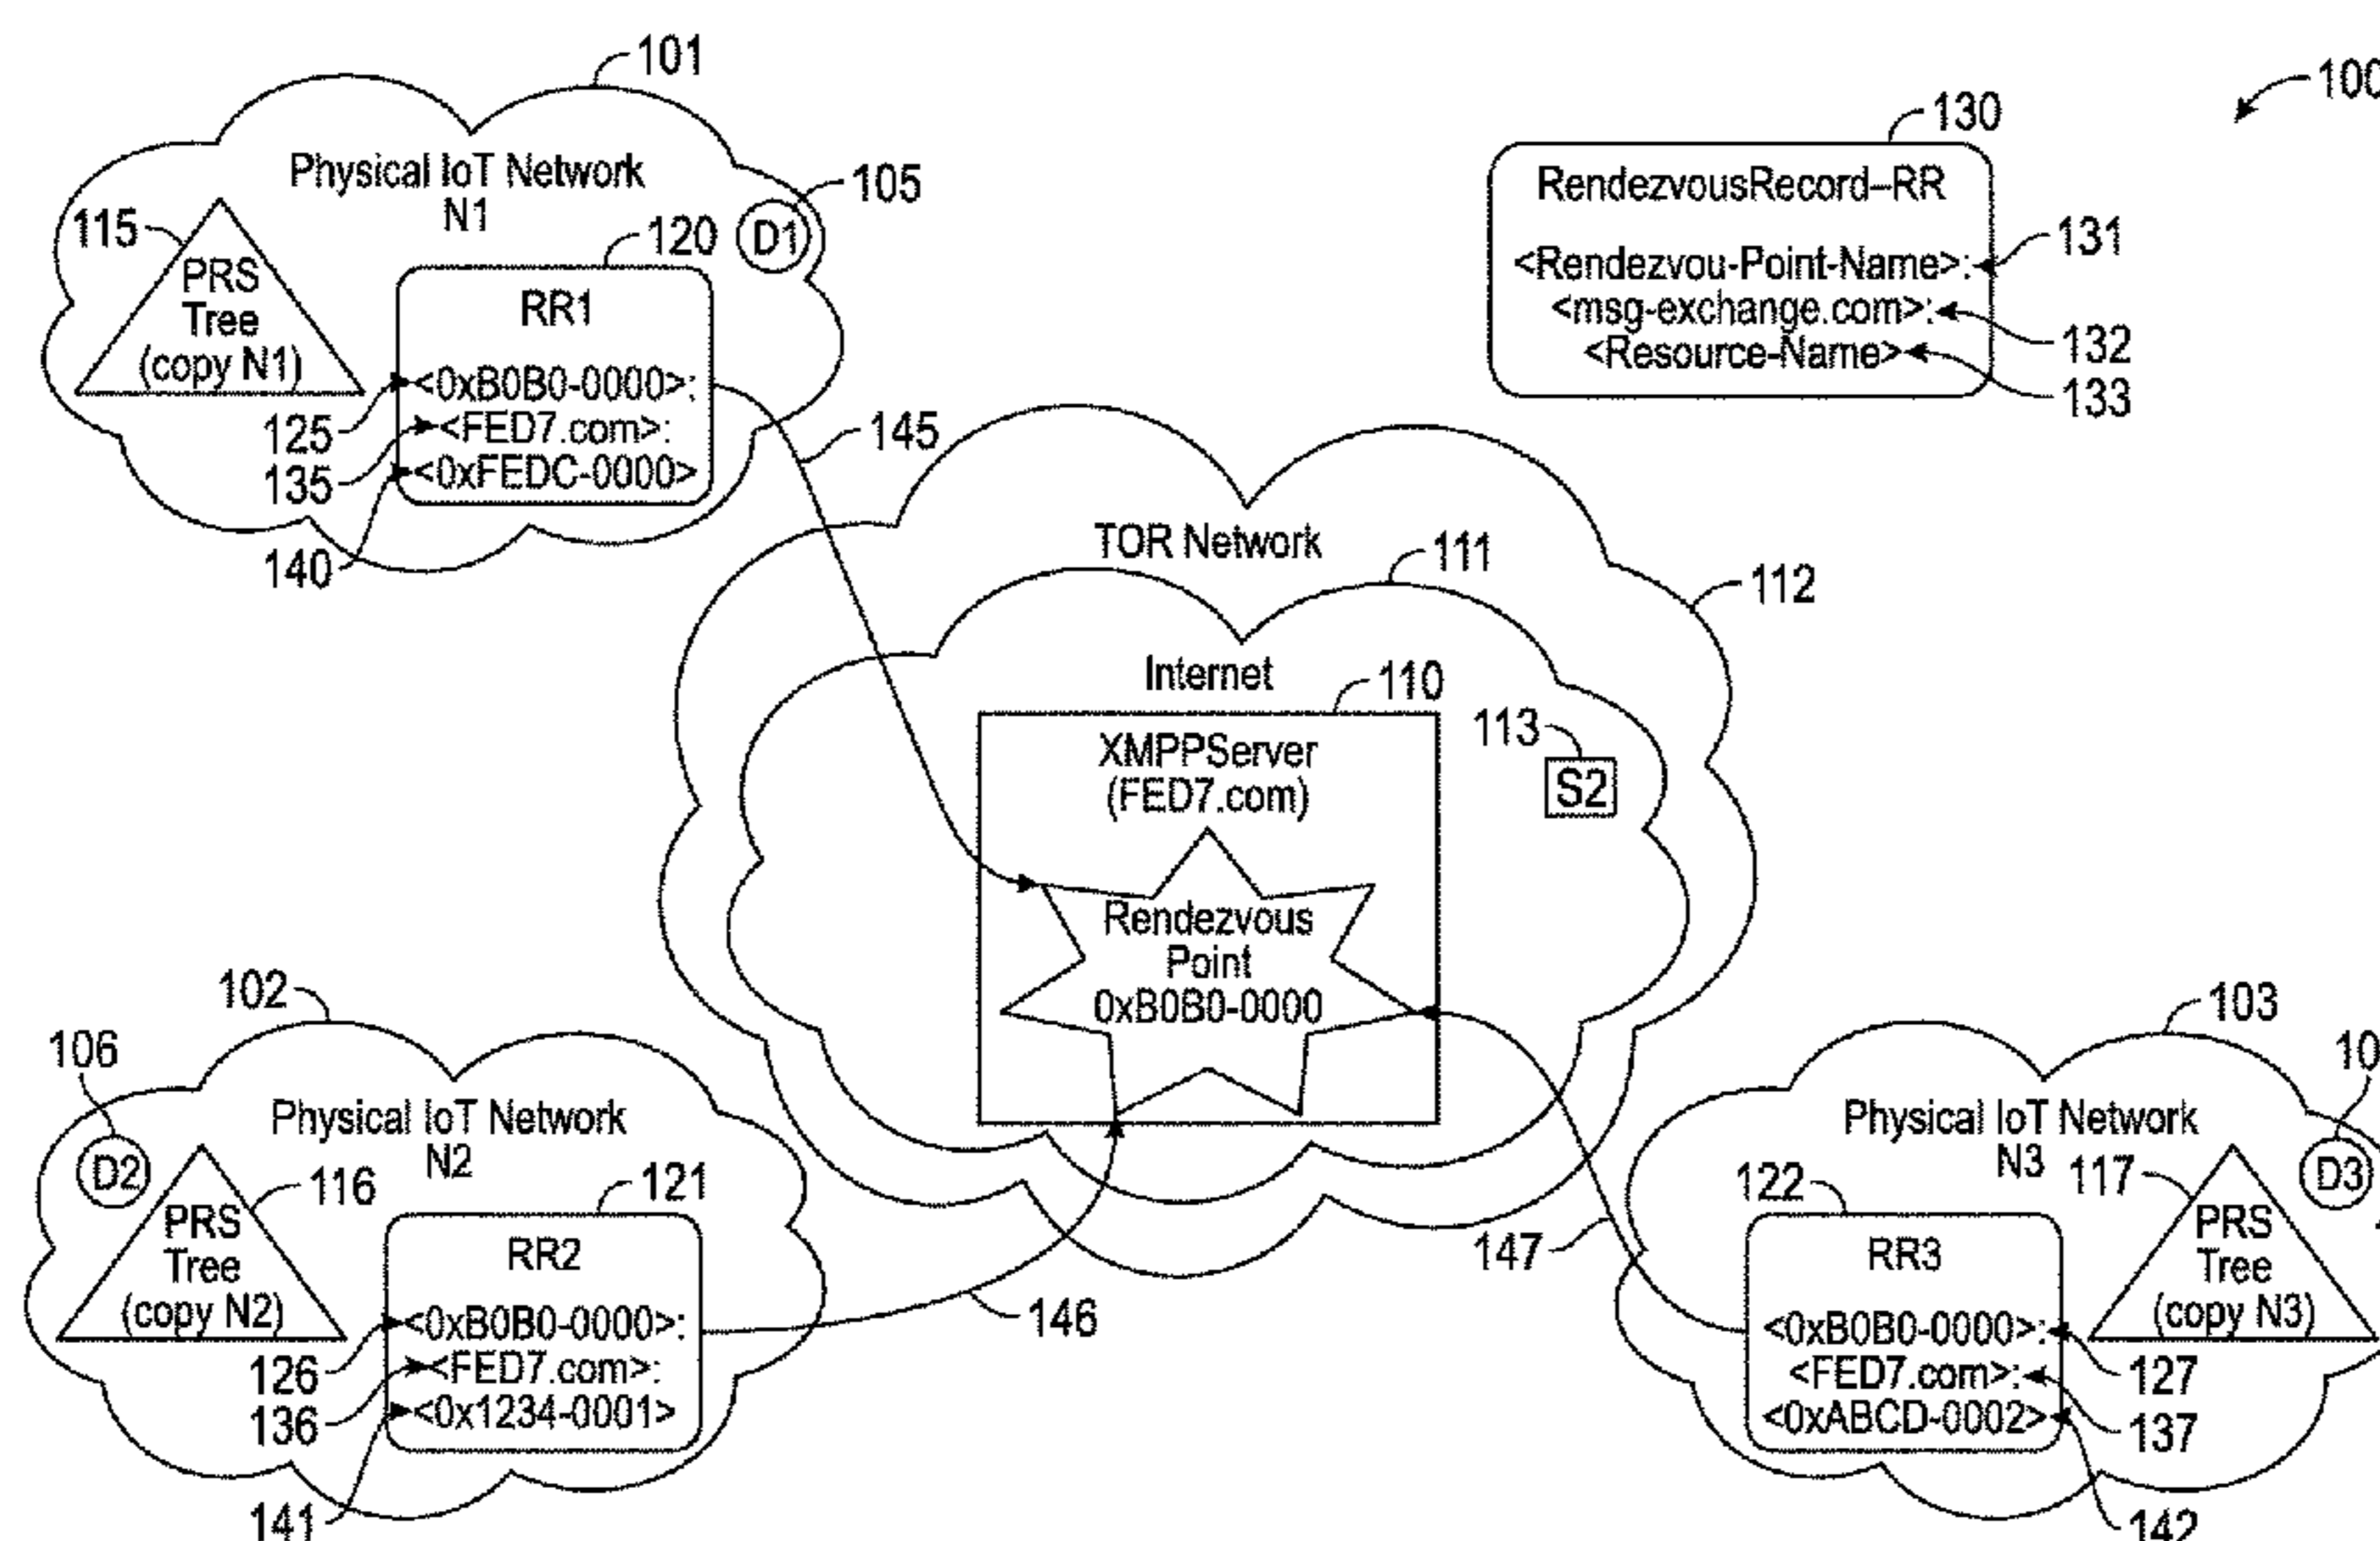 101
100
130
Physical IoT Network
N1
105
D1
115
PRS
Tree
(copy N1)
120
RR1
<0xB0B0-0000>:
<FED7.com>:
<0xFEDC-0000>
125
135
140
145
RendezvousRecord–RR
<Rendezvou-Point-Name>:
<msg-exchange.com>:
<Resource-Name>
131
132
133
TOR Network
111
112
Internet
110
XMPPServer
(FED7.com)
113
S2
Rendezvous
Point
0xB0B0-0000
102
106
Physical IoT Network
N2
D2
116
PRS
Tree
(copy N2)
121
RR2
<0xB0B0-0000>:
<FED7.com>:
<0x1234-0001>
126
136
141
146
103
10
Physical IoT Network
N3
D3
122
117
PRS
Tree
(copy N3)
147
RR3
<0xB0B0-0000>:
<FED7.com>:
<0xABCD-0002>
127
137
142